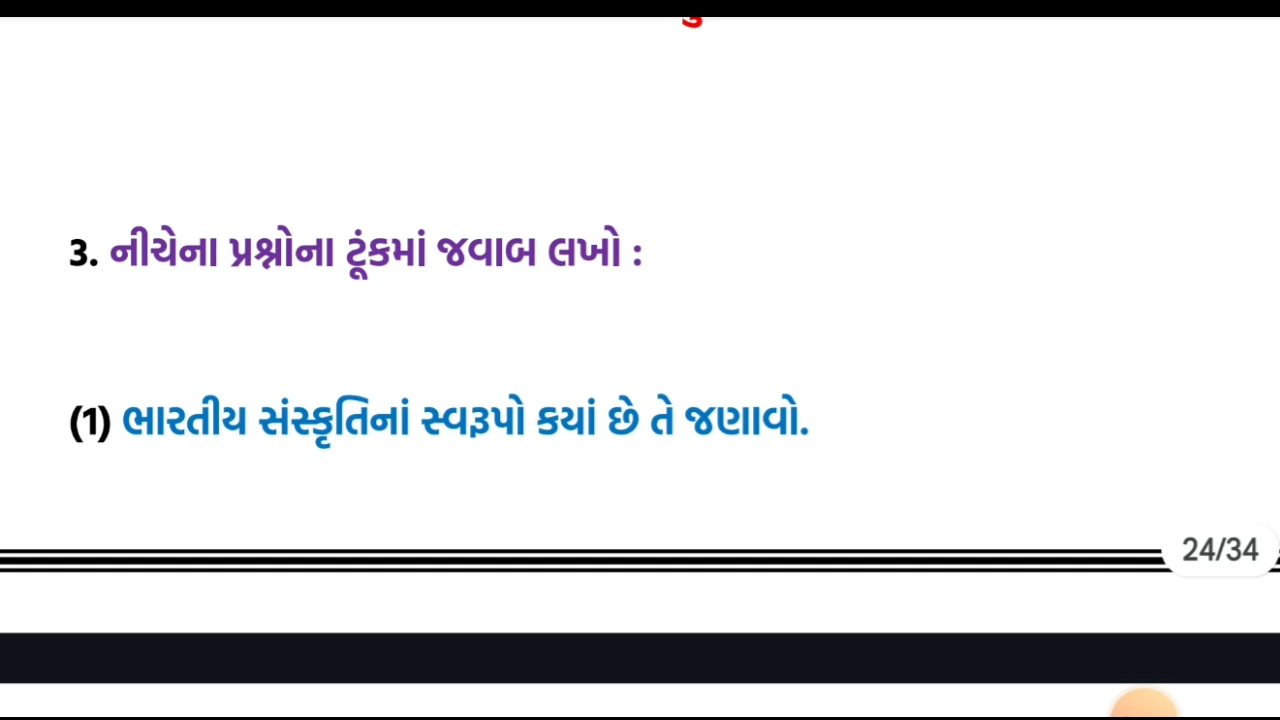 3. નીચેના પ્રશ્નોના ટૂંકમાં જવાબ લખો :
(1) ભારતીય સંસ્કૃતિનાં સ્વરૂપો કયાં છે તે જણાવો.
24/34